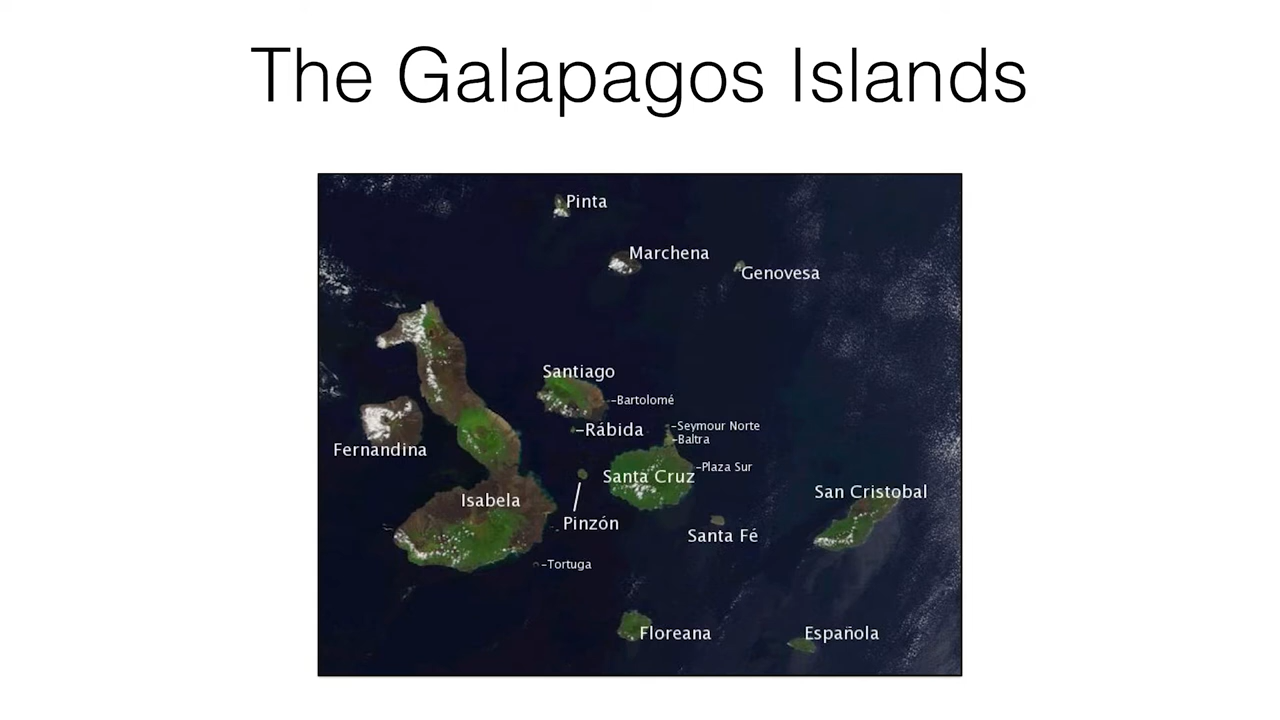 The Galapagos Islands
Pinta
Marchena
Genovesa
Santiago
-Bartolomé
-Rábida
-Seymour Norte
-Baltra
Fernandina
-Plaza Sur
Santa Cruz
Isabela
San Cristobal
Pinzón
Santa Fé
-Tortuga
Floreana
Española